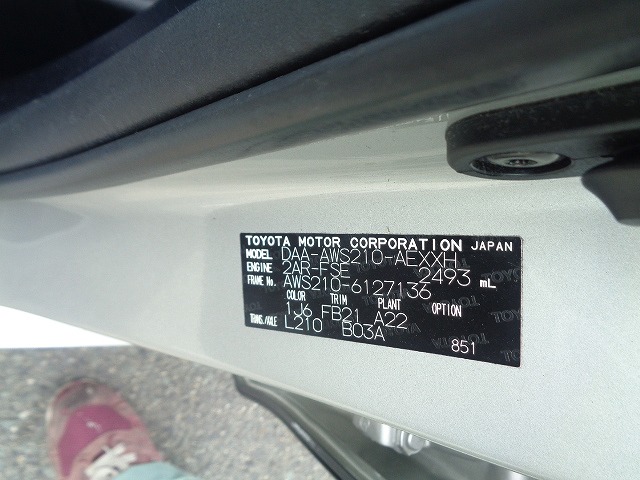 TOYOTA MOTOR CORPORATION JAPAN
MODEL DAA-AWS210-AEXXH
ENGINE 2AR-FSE 2493 mL
FRAME No. AWS210-6127136
COLOR TRIM PLANT OPTION
1J6 FB21 A22
TRANS./AXLE L210 B03A
851